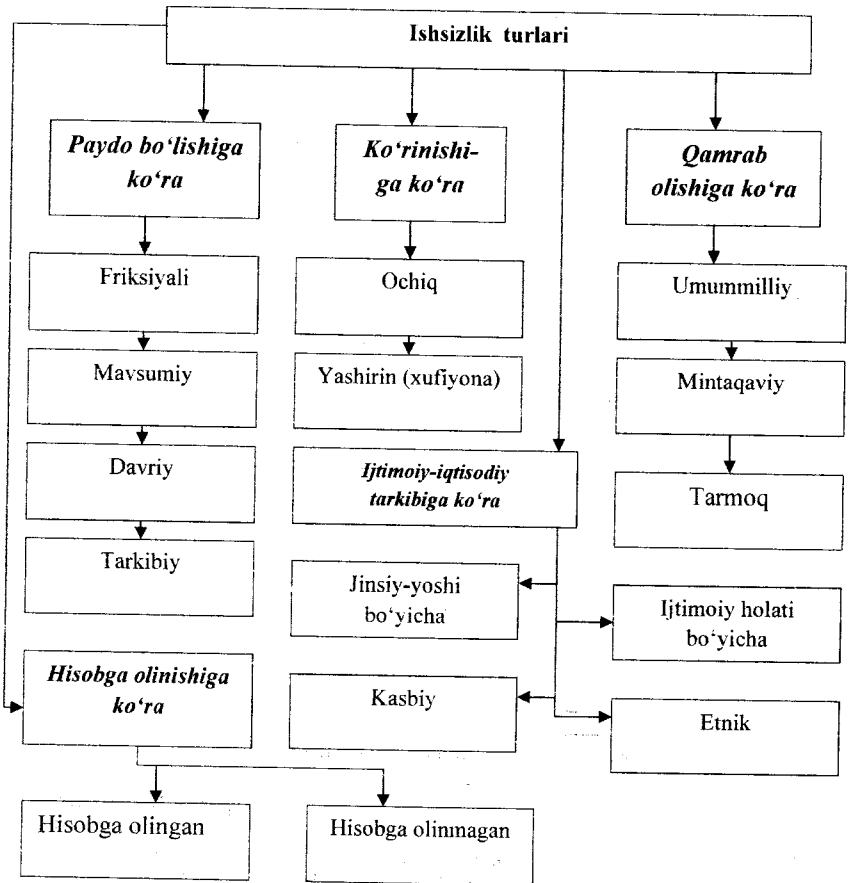 Ishsizlik turlari
Paydo bo‘lishiga
ko‘ra
Ko‘rinishi-
ga ko‘ra
Qamrab
olishiga ko‘ra
Friksiyali
Ochiq
Umummilliy
Mavsumiy
Yashirin (xufiyona)
Mintaqaviy
Davriy
Ijtimoiy-iqtisodiy
tarkibiga ko‘ra
Tarmoq
Tarkibiy
Jinsiy-yoshi
bo‘yicha
Ijtimoiy holati
bo‘yicha
Hisobga olinishiga
ko‘ra
Kasbiy
Etnik
Hisobga olingan
Hisobga olinmagan